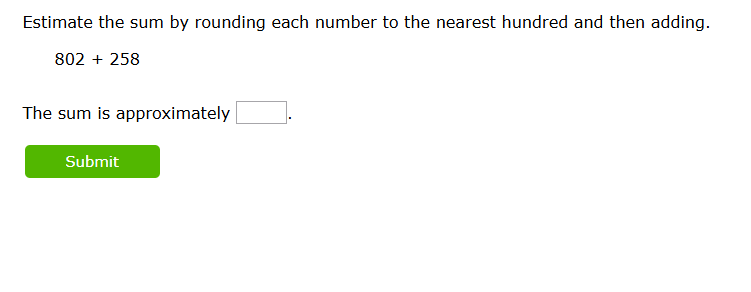 Estimate the sum by rounding each number to the nearest hundred and then adding.
802 + 258
The sum is approximately .
Submit